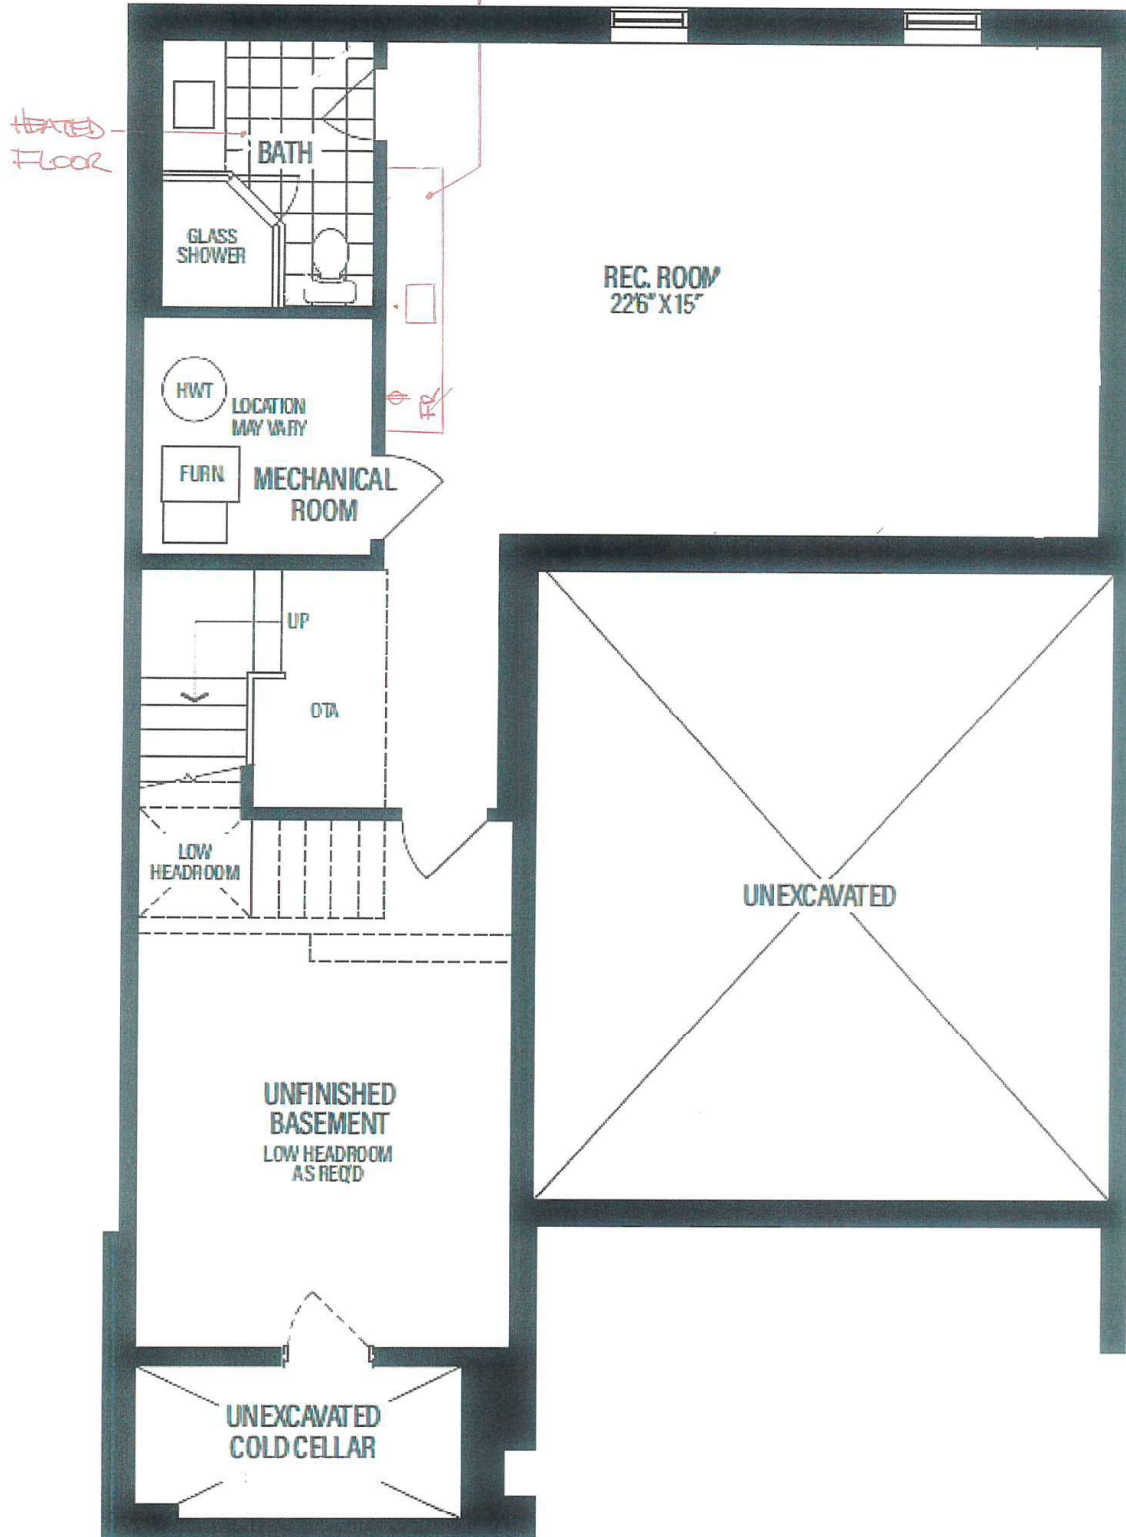 HEATED
FLOOR
BATH
GLASS
SHOWER
REC. ROOM
22'6" X 15'
HWT
LOCATION
MAY VARY
FURN
MECHANICAL
ROOM
FR
UP
OTA
LOW
HEADROOM
UNEXCAVATED
UNFINISHED
BASEMENT
LOW HEADROOM
AS REQ'D
UNEXCAVATED
COLD CELLAR